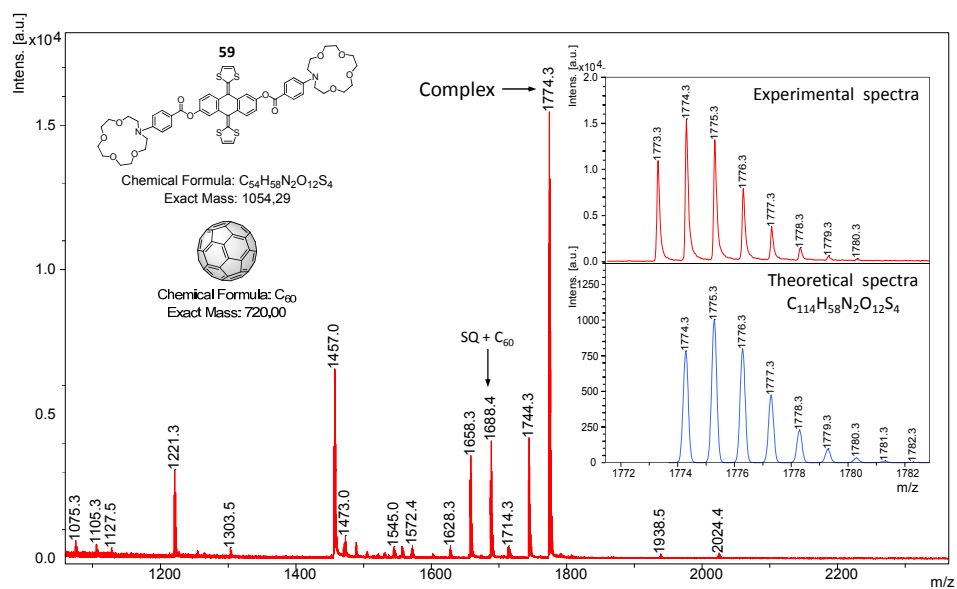 Intens. [a.u.]
x10⁴
1.5
1.0
0.5
0.0
1200
1400
1600
1800
2000
2200
m/z
59
S
S
S
S
O
O
O
O
N
O
O
O
O
N
O
O
O
O
Chemical Formula: C₅₄H₅₈N₂O₁₂S₄
Exact Mass: 1054,29
Chemical Formula: C₆₀
Exact Mass: 720,00
Complex
SQ + C₆₀
1075.3
1105.3
1127.5
1221.3
1303.5
1457.0
1473.0
1545.0
1572.4
1628.3
1658.3
1688.4
1714.3
1744.3
1774.3
1938.5
2024.4
Intens. [a.u.]
x10⁴
2.0
1.5
1.0
0.5
0.0
Experimental spectra
1773.3
1774.3
1775.3
1776.3
1777.3
1778.3
1779.3
1780.3
Intens. [a.u.]
1250
1000
750
500
250
0
Theoretical spectra
C₁₁₄H₅₈N₂O₁₂S₄
1774.3
1775.3
1776.3
1777.3
1778.3
1779.3
1780.3
1781.3
1782.3
1772
1774
1776
1778
1780
1782
m/z